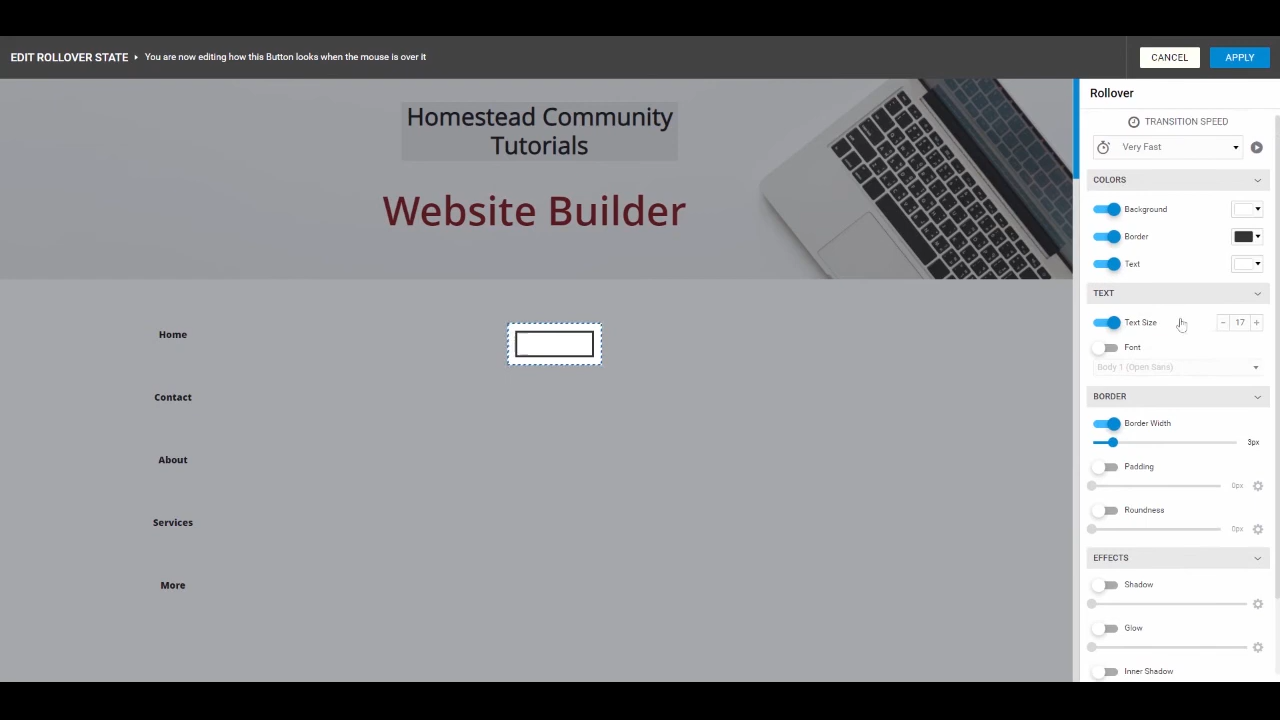 EDIT ROLLOVER STATE ▸ You are now editing how this Button looks when the mouse is over it
CANCEL
APPLY
Homestead Community
Tutorials
Website Builder
Home
Contact
About
Services
More
Rollover
TRANSITION SPEED
Very Fast
COLORS
Background
Border
Text
TEXT
Text Size
- 17 +
Font
Body 1 (Open Sans)
BORDER
Border Width
3px
Padding
0px
Roundness
0px
EFFECTS
Shadow
Glow
Inner Shadow